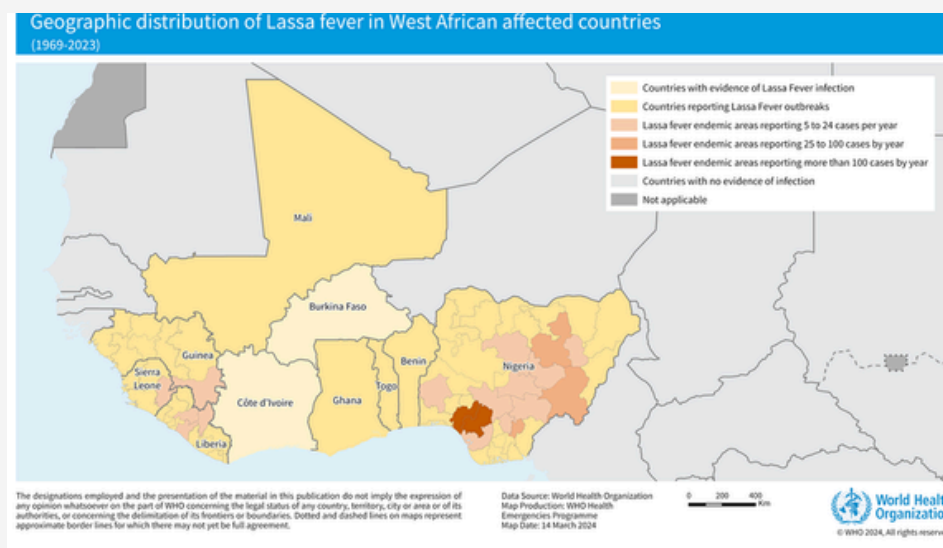 Geographic distribution of Lassa fever in West African affected countries
(1969-2023)
Countries with evidence of Lassa Fever infection
Countries reporting Lassa Fever outbreaks
Lassa fever endemic areas reporting 5 to 24 cases per year
Lassa fever endemic areas reporting 25 to 100 cases by year
Lassa fever endemic areas reporting more than 100 cases by year
Countries with no evidence of infection
Not applicable
Mali
Burkina Faso
Guinea
Benin
Nigeria
Sierra
Leone
Togo
Ghana
Côte d'Ivoire
Liberia
The designations employed and the presentation of the material in this publication do not imply the expression of
any opinion whatsoever on the part of WHO concerning the legal status of any country, territory, city or area or of its
authorities, or concerning the delimitation of its frontiers or boundaries. Dotted and dashed lines on maps represent
approximate border lines for which there may not yet be full agreement.
Data Source: World Health Organization
Map Production: WHO Health
Emergencies Programme
Map Date: 14 March 2024
0 200 400
Km
World Healt
Organizatio
© WHO 2024, All rights reserve